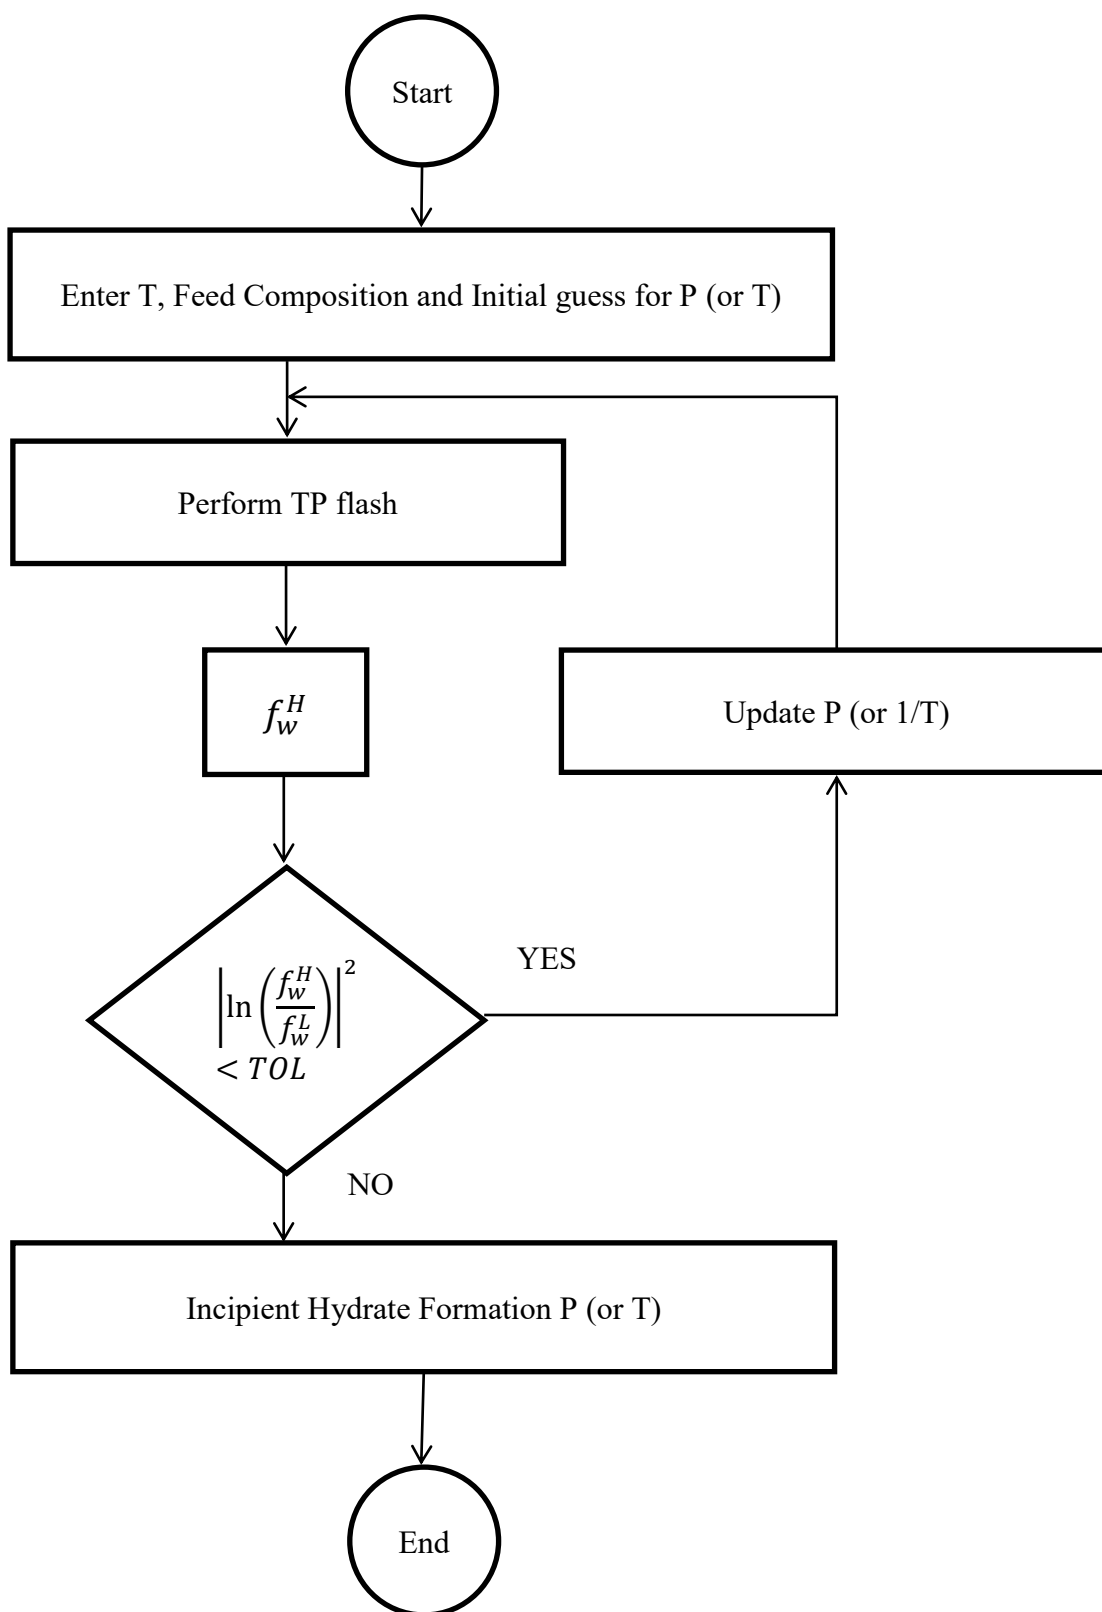 Start
Enter T, Feed Composition and Initial guess for P (or T)
Perform TP flash
f_w^H
Update P (or 1/T)
YES
|ln(f_w^H/f_w^L)|^2
< TOL
NO
Incipient Hydrate Formation P (or T)
End